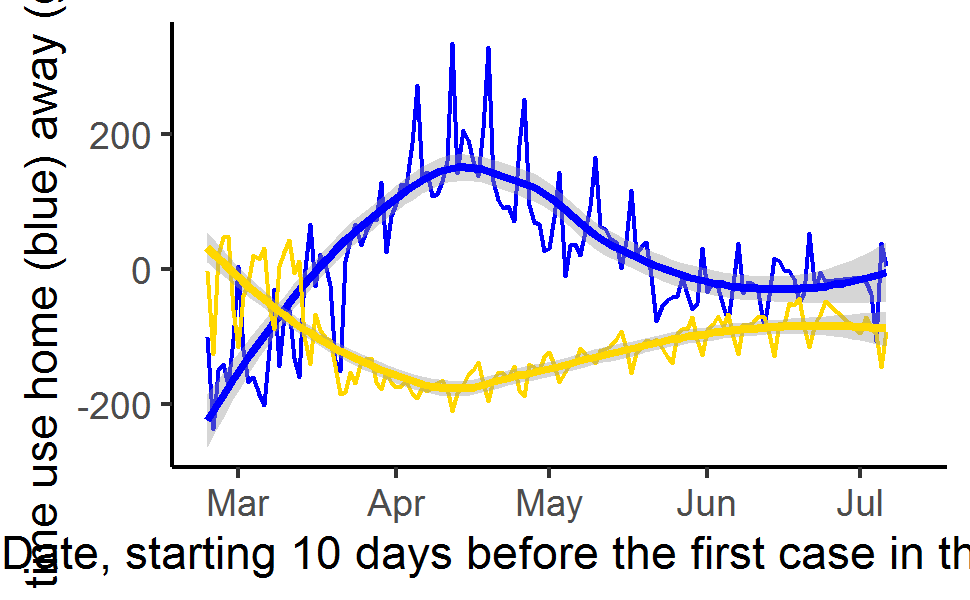 time use home (blue) away (g
200
0
-200
Mar Apr May Jun Jul
Date, starting 10 days before the first case in th